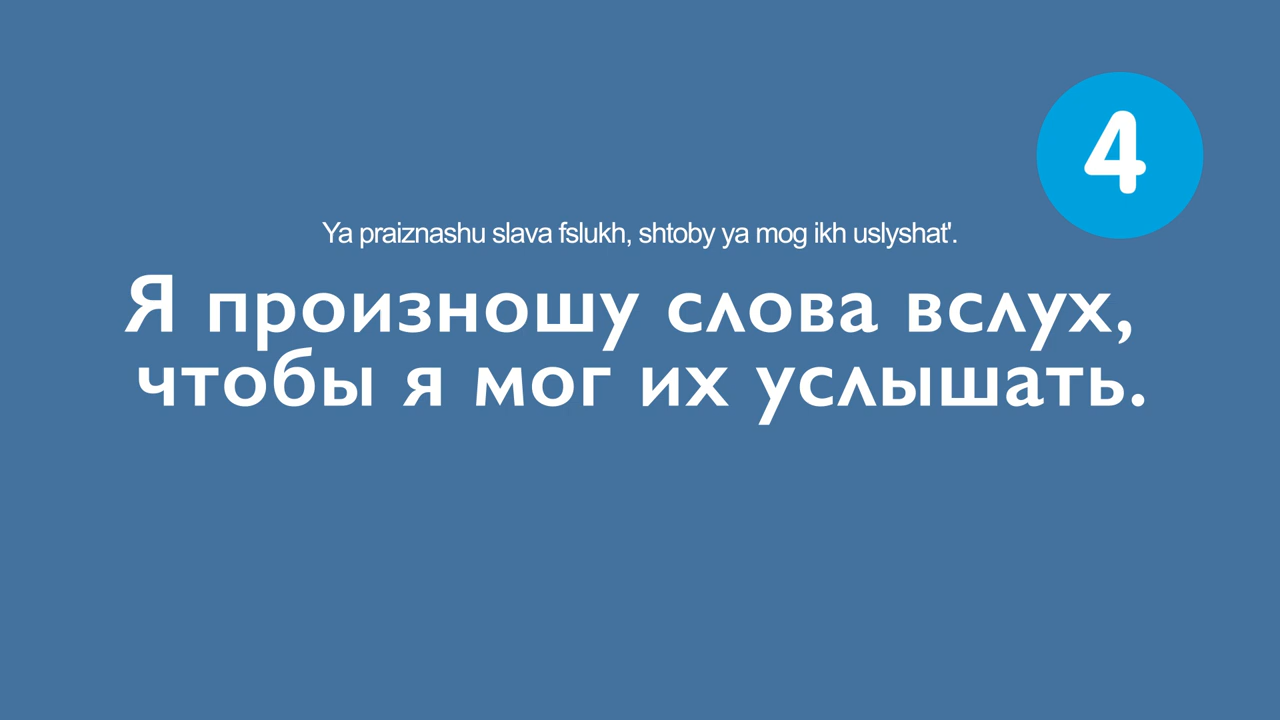 4
Ya praiznashu slava fslukh, shtoby ya mog ikh uslyshat'.
Я произношу слова вслух,
чтобы я мог их услышать.